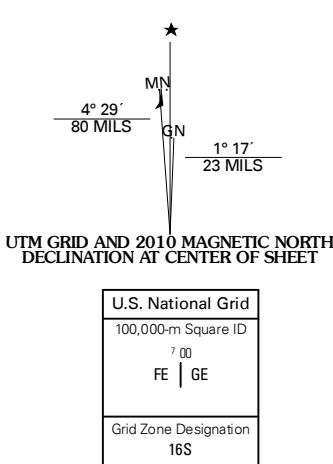 MN
4° 29´
80 MILS
GN
1° 17´
23 MILS
UTM GRID AND 2010 MAGNETIC NORTH
DECLINATION AT CENTER OF SHEET
U.S. National Grid
100,000-m Square ID
7 00
FE GE
Grid Zone Designation
16S